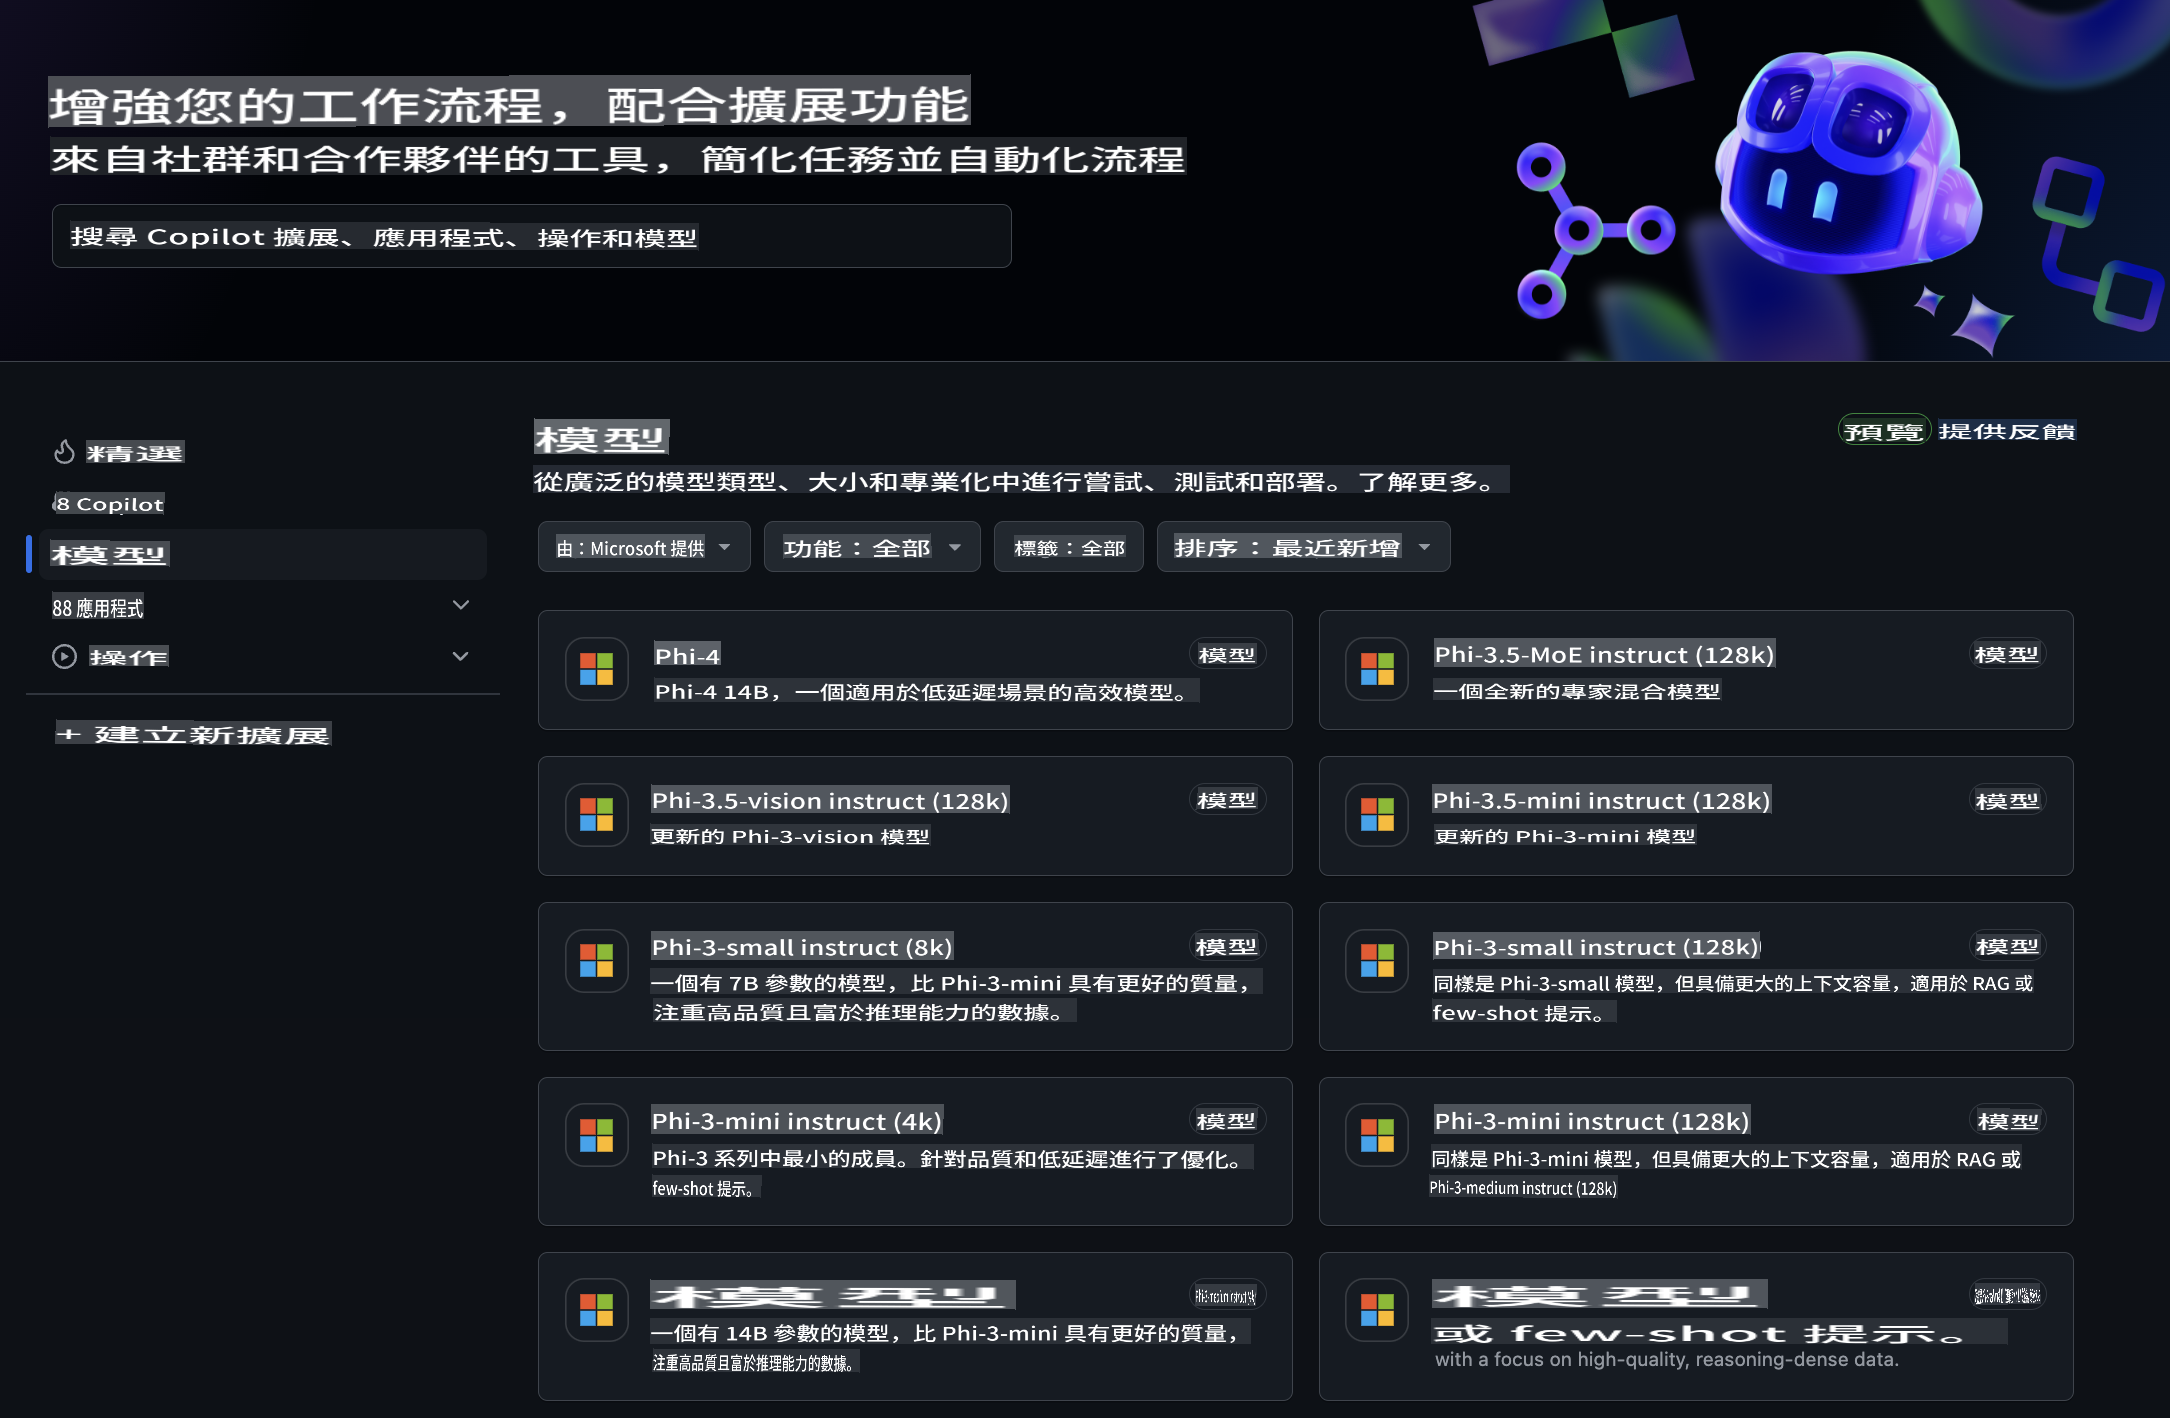 增強您的工作流程，配合擴展功能
來自社群和合作夥伴的工具，簡化任務並自動化流程
搜尋 Copilot 擴展、應用程式、操作和模型
精選
8 Copilot
模型
88 應用程式
操作
+ 建立新擴展
模型
預覽 提供反饋
從廣泛的模型類型、大小和專業化中進行嘗試、測試和部署。了解更多。
由：Microsoft 提供
功能：全部
標籤：全部
排序：最近新增
Phi-4
模型
Phi-4 14B，一個適用於低延遲場景的高效模型。
Phi-3.5-MoE instruct (128k)
模型
一個全新的專家混合模型
Phi-3.5-vision instruct (128k)
模型
更新的 Phi-3-vision 模型
Phi-3.5-mini instruct (128k)
模型
更新的 Phi-3-mini 模型
Phi-3-small instruct (8k)
模型
一個有 7B 參數的模型，比 Phi-3-mini 具有更好的質量，
注重高品質且富於推理能力的數據。
Phi-3-small instruct (128k)
模型
同樣是 Phi-3-small 模型，但具備更大的上下文容量，適用於 RAG 或
few-shot 提示。
Phi-3-mini instruct (4k)
模型
Phi-3 系列中最小的成員。針對品質和低延遲進行了優化。
few-shot 提示。
Phi-3-mini instruct (128k)
模型
同樣是 Phi-3-mini 模型，但具備更大的上下文容量，適用於 RAG 或
Phi-3-medium instruct (128k)
模型
一個有 14B 參數的模型，比 Phi-3-mini 具有更好的質量，
注重高品質且富於推理能力的數據。
模型
或 few-shot 提示。
with a focus on high-quality, reasoning-dense data.